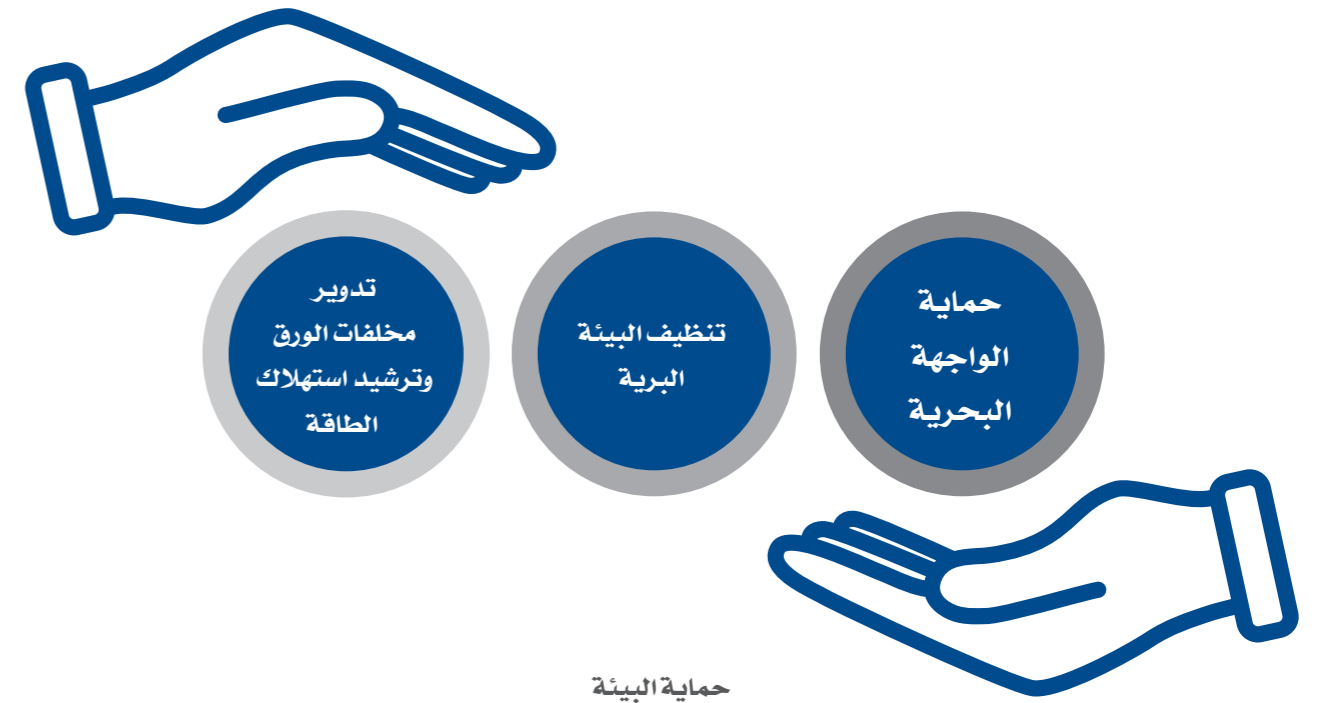 حماية
الواجهة
البحرية
تنظيف البيئة
البرية
تدوير
مخلفات الورق
وترشيد استهلاك
الطاقة
حماية البيئة